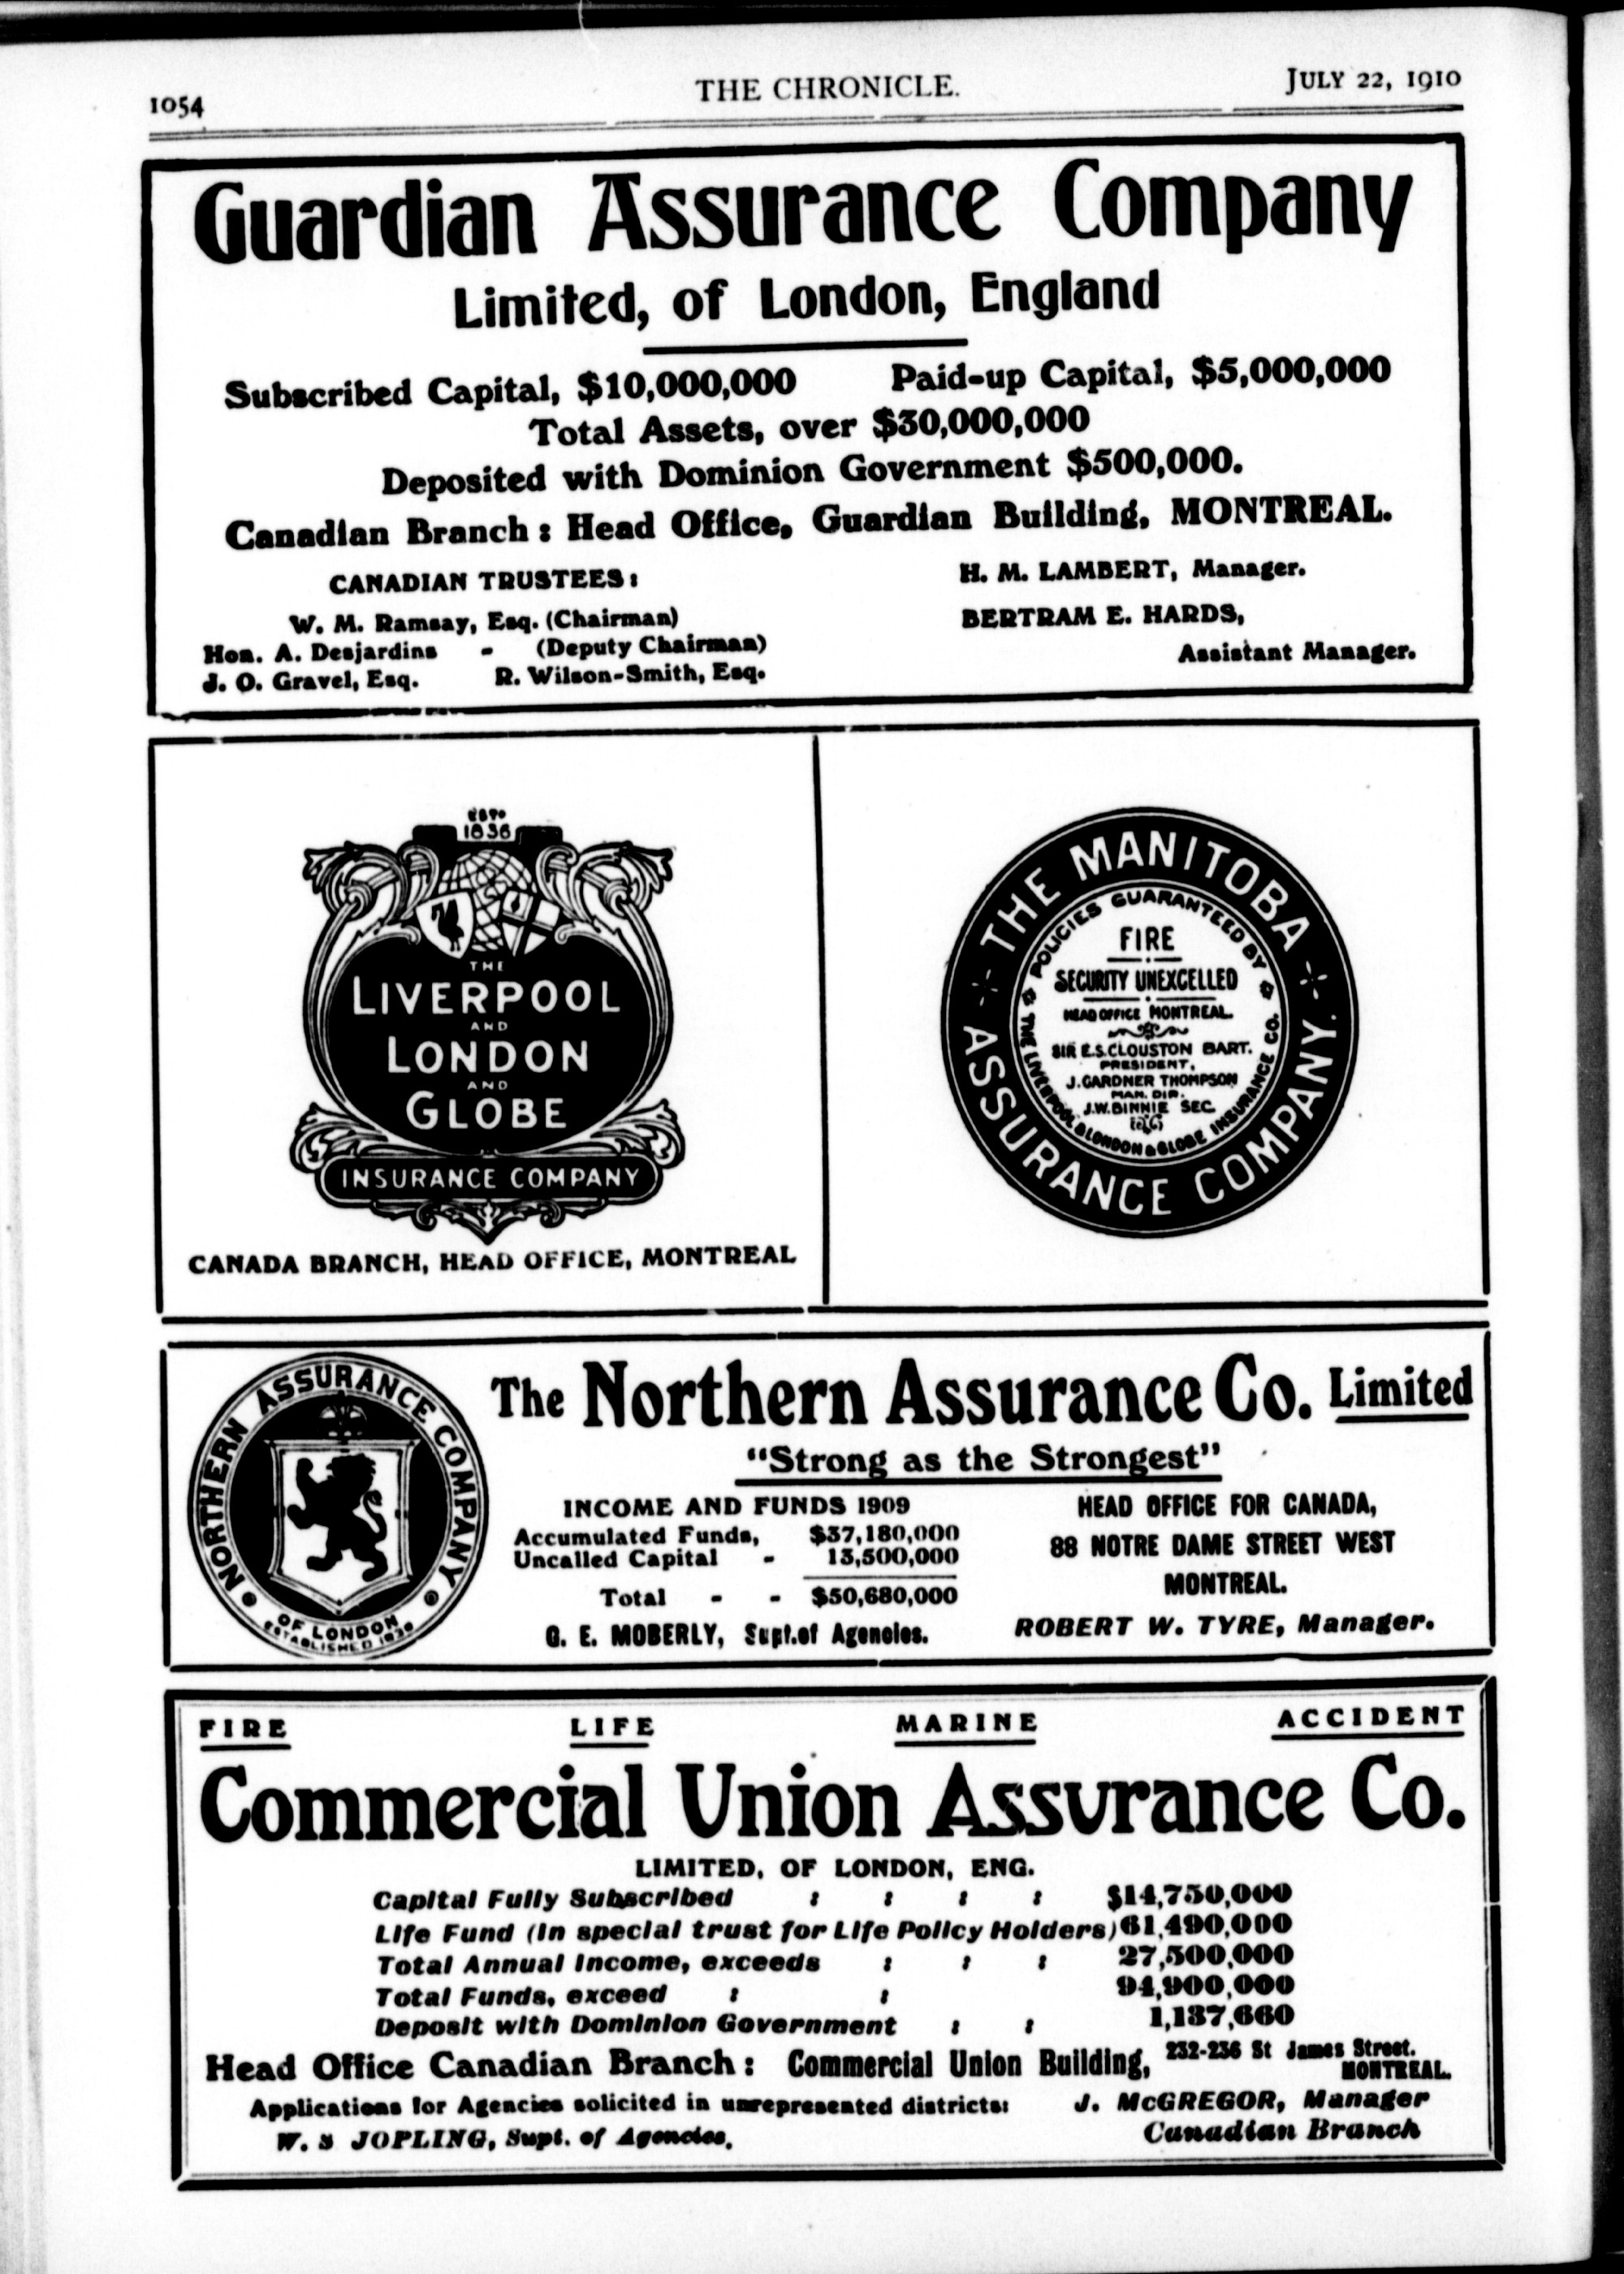 1054
THE CHRONICLE.
JULY 22, 1910
Guardian Assurance Company
Limited, of London, England
Subscribed Capital, $10,000,000 Paid-up Capital, $5,000,000
Total Assets, over $30,000,000
Deposited with Dominion Government $500,000.
Canadian Branch : Head Office, Guardian Building, MONTREAL.
CANADIAN TRUSTEES :
W. M. Ramsay, Esq. (Chairman)
Hon. A. Desjardins - (Deputy Chairman)
J. O. Gravel, Esq. R. Wilson-Smith, Esq.
H. M. LAMBERT, Manager.
BERTRAM E. HARDS,
Assistant Manager.
ESTD
1836
THE
LIVERPOOL
AND
LONDON
AND
GLOBE
INSURANCE COMPANY
CANADA BRANCH, HEAD OFFICE, MONTREAL
THE MANITOBA
ASSURANCE COMPANY.
POLICIES GUARANTEED BY
THE LIVERPOOL & LONDON & GLOBE INSURANCE CO.
FIRE
SECURITY UNEXCELLED
HEAD OFFICE MONTREAL.
SIR E.S.CLOUSTON BART.
PRESIDENT,
J.GARDNER THOMPSON
MAN. DIR.
J.W.BINNIE SEC.
NORTHERN ASSURANCE COMPANY
OF LONDON
ESTABLISHED 1836
The Northern Assurance Co. Limited
"Strong as the Strongest"
INCOME AND FUNDS 1909
Accumulated Funds, $37,180,000
Uncalled Capital - 13,500,000
Total - - $50,680,000
G. E. MOBERLY, Supt.of Agencies.
HEAD OFFICE FOR CANADA,
88 NOTRE DAME STREET WEST
MONTREAL.
ROBERT W. TYRE, Manager.
FIRE LIFE MARINE ACCIDENT
Commercial Union Assurance Co.
LIMITED, OF LONDON, ENG.
Capital Fully Subscribed : : : : $14,750,000
Life Fund (In special trust for Life Policy Holders) 61,490,000
Total Annual Income, exceeds : : : 27,500,000
Total Funds, exceed : : 94,900,000
Deposit with Dominion Government : : 1,137,660
Head Office Canadian Branch : Commercial Union Building, 232-236 St James Street.
MONTREAL.
Applications for Agencies solicited in unrepresented districts:
W. S JOPLING, Supt. of Agencies.
J. McGREGOR, Manager
Canadian Branch